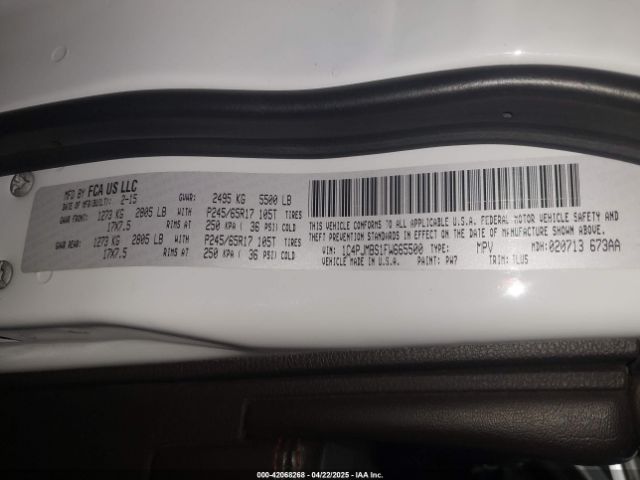 MFD BY FCA US LLC
DATE OF MFR(BUILT): 2-15 GVWR: 2495 KG 5500 LB
GAWR FRONT: 1273 KG 2805 LB WITH P245/65R17 105T TIRES
17X7.5 RIMS AT 250 KPA ( 36 PSI) COLD
GAWR REAR: 1273 KG 2805 LB WITH P245/65R17 105T TIRES
17X7.5 RIMS AT 250 KPA ( 36 PSI) COLD
THIS VEHICLE CONFORMS TO ALL APPLICABLE U.S.A. FEDERAL MOTOR VEHICLE SAFETY AND
THEFT PREVENTION STANDARDS IN EFFECT ON THE DATE OF MANUFACTURE SHOWN ABOVE.
VIN: 1C4PJMBS1FW665500 TYPE: MPV MDH:020713 673AA
VEHICLE MADE IN U.S.A. PAINT: PW7 TRIM: ILUS
000-42068268 - 04/22/2025 - IAA Inc.